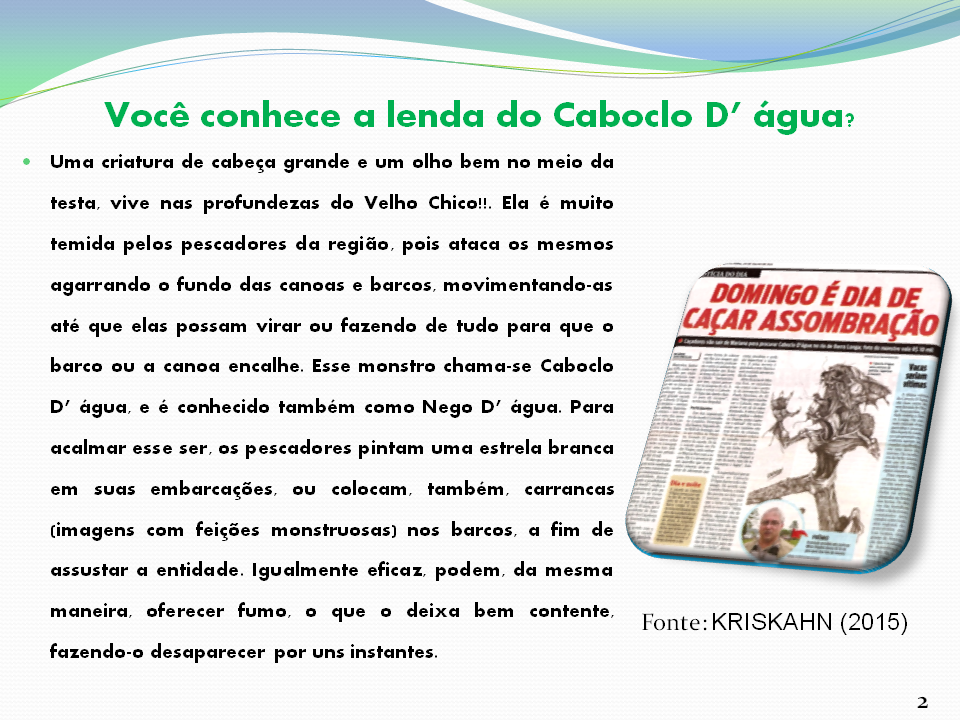 Você conhece a lenda do Caboclo D’ água?
• Uma criatura de cabeça grande e um olho bem no meio da
testa, vive nas profundezas do Velho Chico!!. Ela é muito
temida pelos pescadores da região, pois ataca os mesmos
agarrando o fundo das canoas e barcos, movimentando-as
até que elas possam virar ou fazendo de tudo para que o
barco ou a canoa encalhe. Esse monstro chama-se Caboclo
D’ água, e é conhecido também como Nego D’ água. Para
acalmar esse ser, os pescadores pintam uma estrela branca
em suas embarcações, ou colocam, também, carrancas
(imagens com feições monstruosas) nos barcos, a fim de
assustar a entidade. Igualmente eficaz, podem, da mesma
maneira, oferecer fumo, o que o deixa bem contente,
fazendo-o desaparecer por uns instantes.
DOMINGO É DIA DE
CAÇAR ASSOMBRAÇÃO
Vacas
seriam
vítimas
Fonte: KRISKAHN (2015)
2